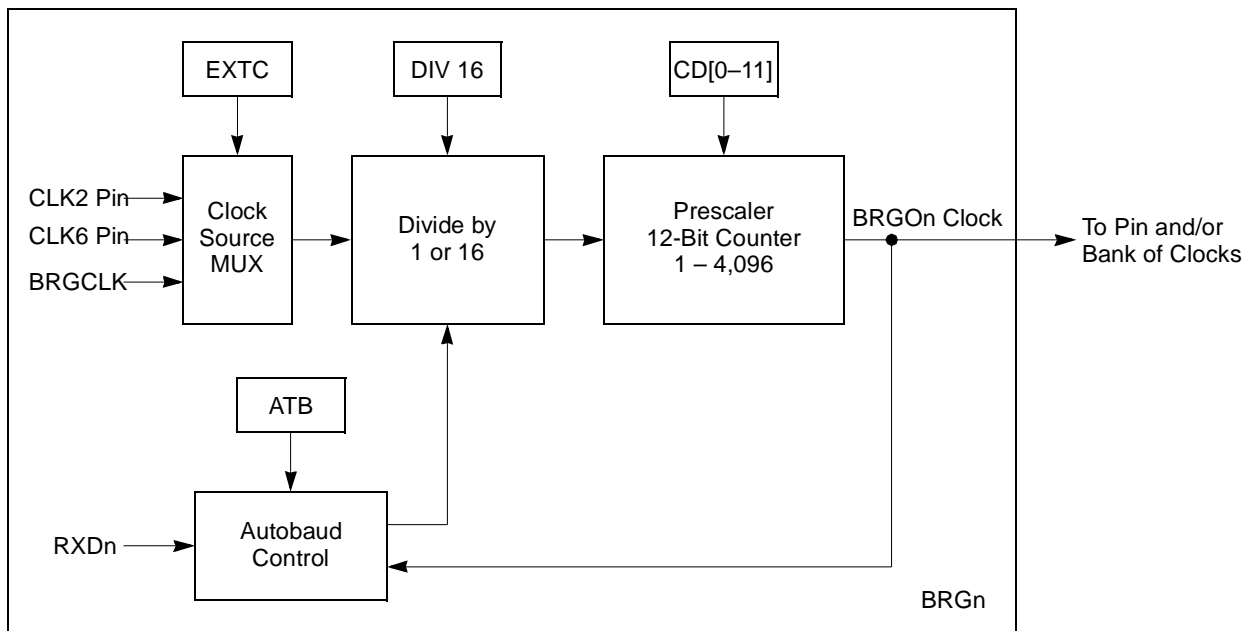 EXTC
DIV 16
CD[0–11]
CLK2 Pin
CLK6 Pin
BRGCLK
Clock
Source
MUX
Divide by
1 or 16
Prescaler
12-Bit Counter
1 – 4,096
BRGOn Clock
To Pin and/or
Bank of Clocks
ATB
RXDn
Autobaud
Control
BRGn